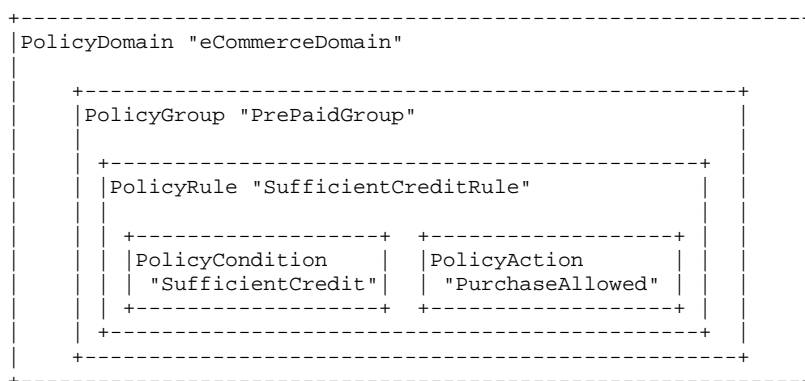 PolicyDomain "eCommerceDomain"
PolicyGroup "PrePaidGroup"
PolicyRule "SufficientCreditRule"
PolicyCondition
"SufficientCredit"
PolicyAction
"PurchaseAllowed"